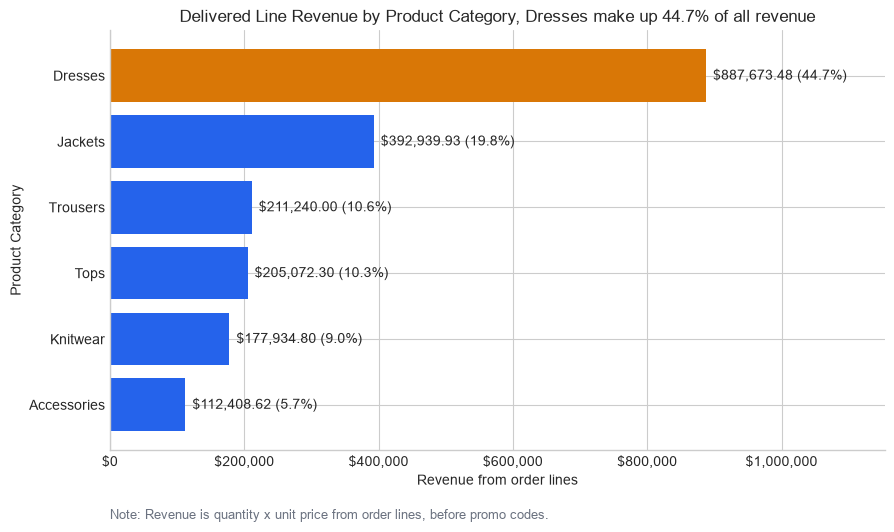 Delivered Line Revenue by Product Category, Dresses make up 44.7% of all revenue
Product Category
Dresses $887,673.48 (44.7%)
Jackets $392,939.93 (19.8%)
Trousers $211,240.00 (10.6%)
Tops $205,072.30 (10.3%)
Knitwear $177,934.80 (9.0%)
Accessories $112,408.62 (5.7%)
$0 $200,000 $400,000 $600,000 $800,000 $1,000,000
Revenue from order lines
Note: Revenue is quantity x unit price from order lines, before promo codes.